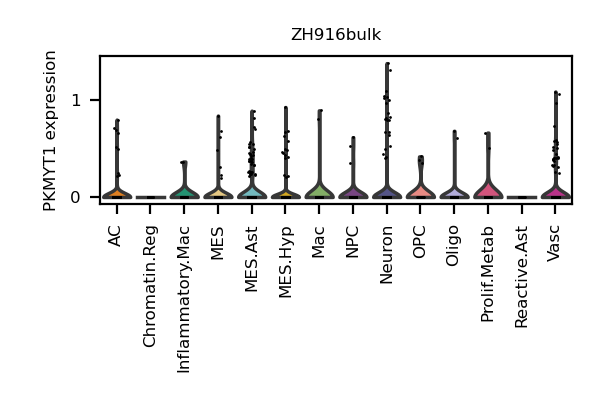 ZH916bulk
PKMYT1 expression
1
0
AC
Chromatin.Reg
Inflammatory.Mac
MES
MES.Ast
MES.Hyp
Mac
NPC
Neuron
OPC
Oligo
Prolif.Metab
Reactive.Ast
Vasc